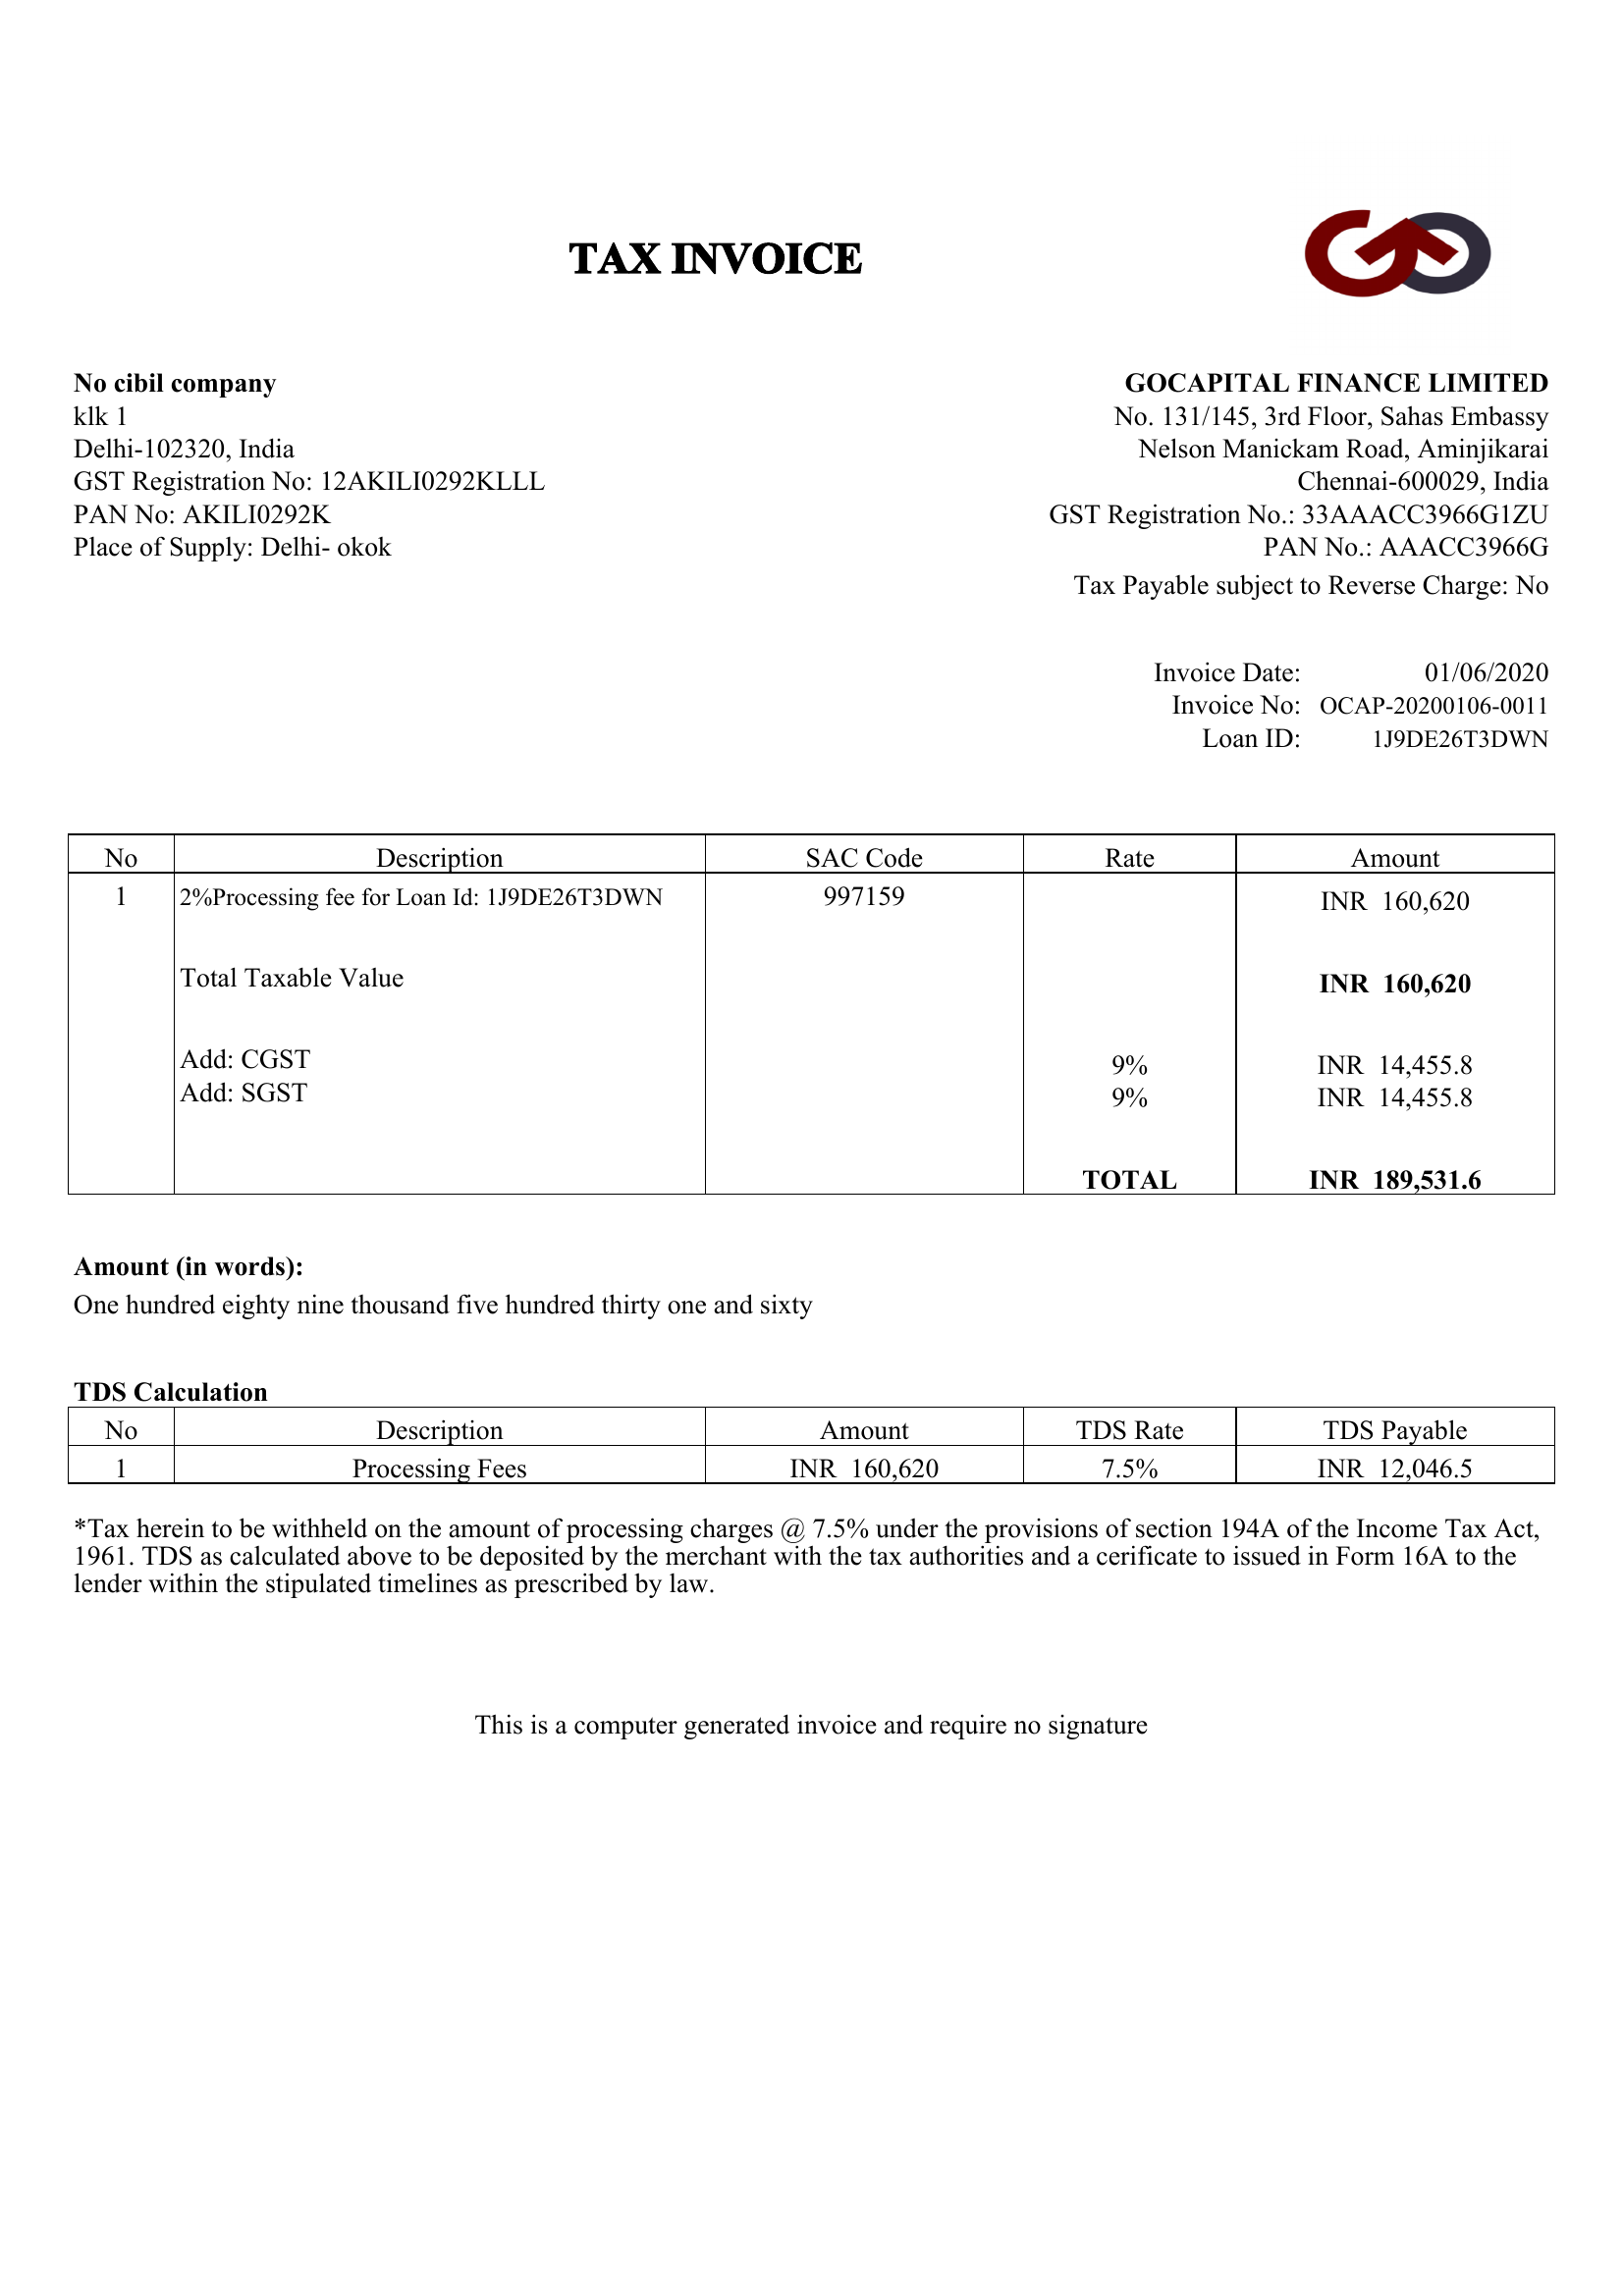 TAX INVOICE
No cibil company
klk 1
Delhi-102320, India
GST Registration No: 12AKILI0292KLLL
PAN No: AKILI0292K
Place of Supply: Delhi- okok
GOCAPITAL FINANCE LIMITED
No. 131/145, 3rd Floor, Sahas Embassy
Nelson Manickam Road, Aminjikarai
Chennai-600029, India
GST Registration No.: 33AAACC3966G1ZU
PAN No.: AAACC3966G
Tax Payable subject to Reverse Charge: No
Invoice Date: 01/06/2020
Invoice No: OCAP-20200106-0011
Loan ID: 1J9DE26T3DWN
No Description SAC Code Rate Amount
1 2%Processing fee for Loan Id: 1J9DE26T3DWN 997159 INR 160,620
Total Taxable Value INR 160,620
Add: CGST 9% INR 14,455.8
Add: SGST 9% INR 14,455.8
TOTAL INR 189,531.6
Amount (in words):
One hundred eighty nine thousand five hundred thirty one and sixty
TDS Calculation
No Description Amount TDS Rate TDS Payable
1 Processing Fees INR 160,620 7.5% INR 12,046.5
*Tax herein to be withheld on the amount of processing charges @ 7.5% under the provisions of section 194A of the Income Tax Act,
1961. TDS as calculated above to be deposited by the merchant with the tax authorities and a cerificate to issued in Form 16A to the
lender within the stipulated timelines as prescribed by law.
This is a computer generated invoice and require no signature